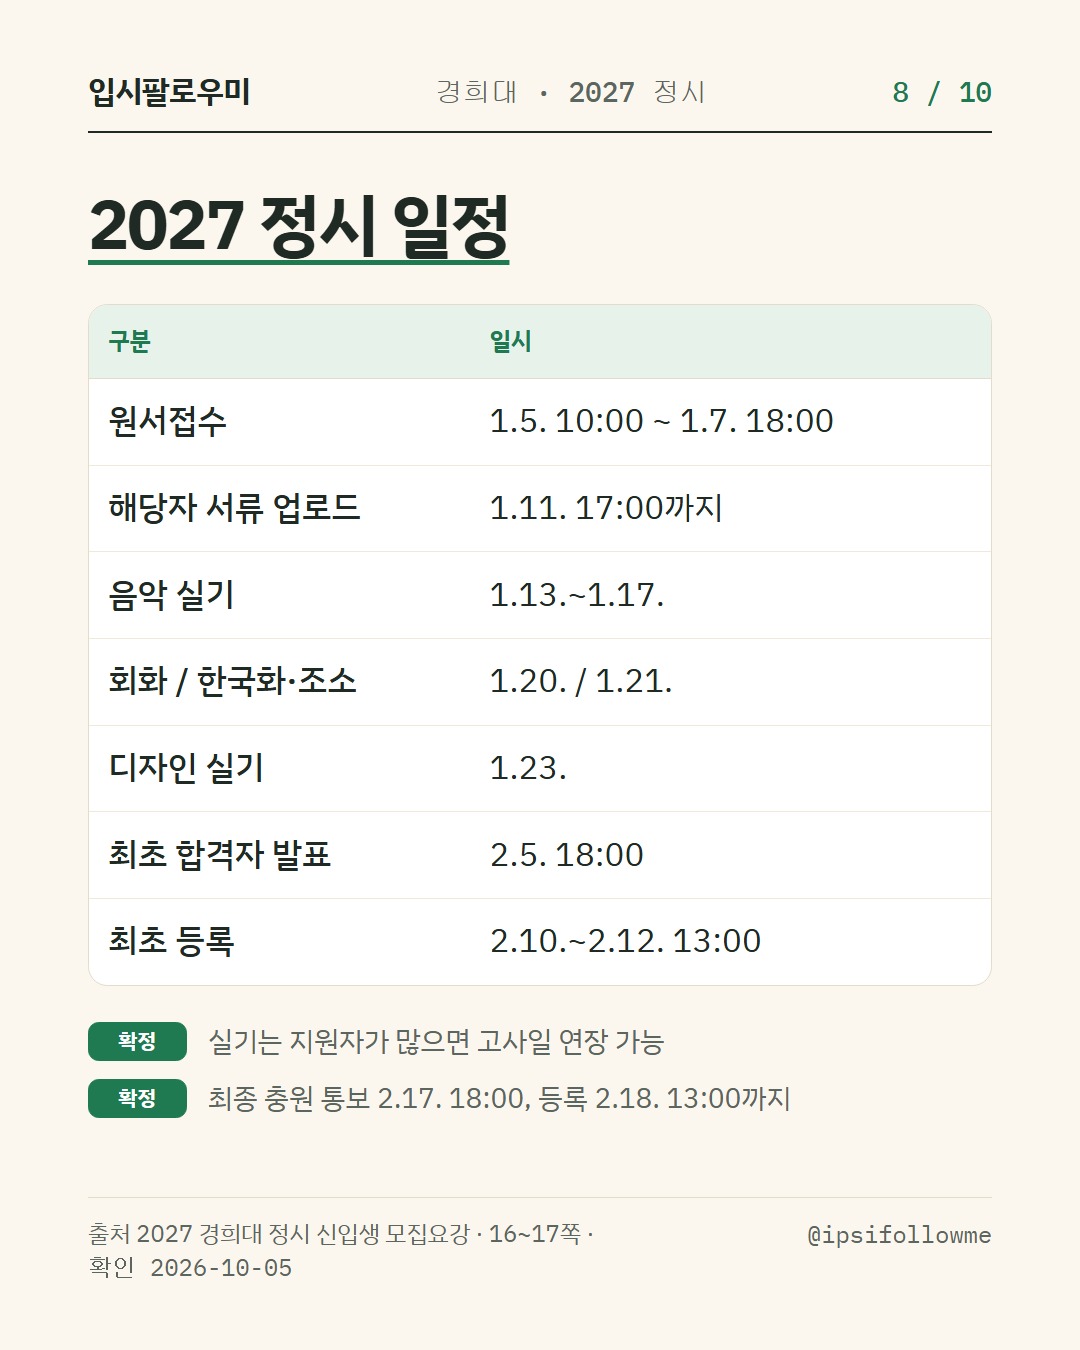 입시팔로우미
경희대 · 2027 정시
8 / 10
2027 정시 일정
구분 일시
원서접수 1.5. 10:00 ~ 1.7. 18:00
해당자 서류 업로드 1.11. 17:00까지
음악 실기 1.13.~1.17.
회화 / 한국화·조소 1.20. / 1.21.
디자인 실기 1.23.
최초 합격자 발표 2.5. 18:00
최초 등록 2.10.~2.12. 13:00
확정 실기는 지원자가 많으면 고사일 연장 가능
확정 최종 충원 통보 2.17. 18:00, 등록 2.18. 13:00까지
출처 2027 경희대 정시 신입생 모집요강 · 16~17쪽 ·
확인 2026-10-05
@ipsifollowme